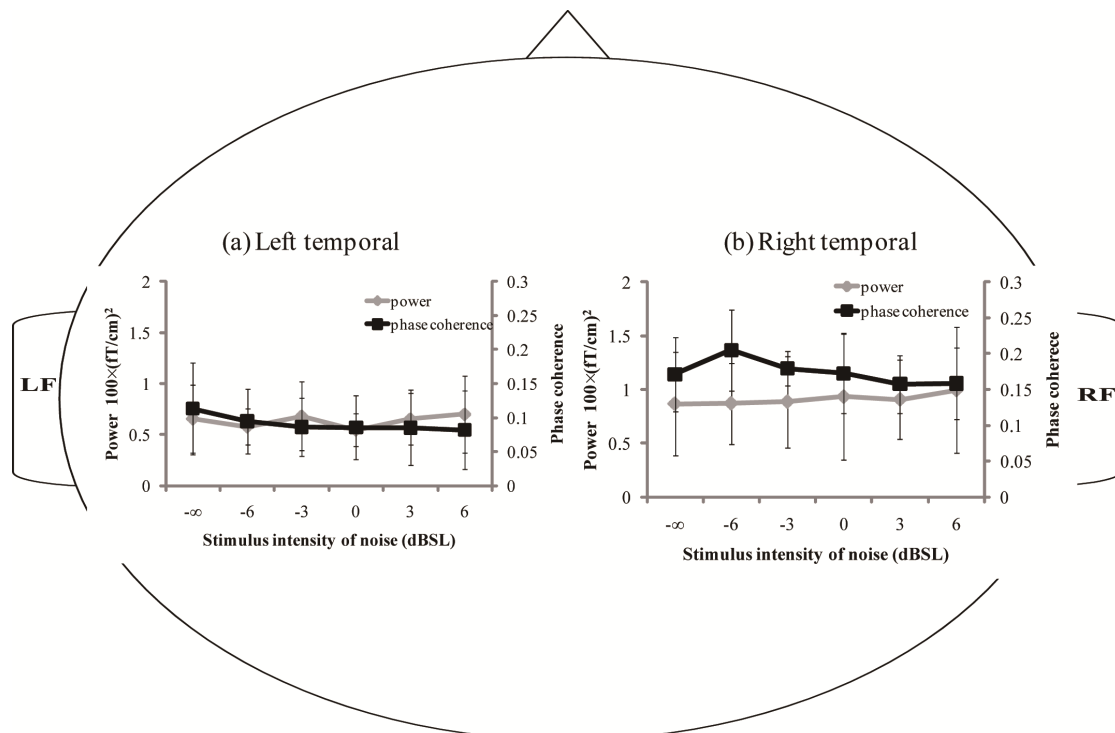 (a) Left temporal
2
1.5
1
0.5
0
Power 100×(fT/cm)²
0.3
0.25
0.2
0.15
0.1
0.05
0
Phase coherence
power
phase coherence
-∞ -6 -3 0 3 6
Stimulus intensity of noise (dBSL)
(b) Right temporal
2
1.5
1
0.5
0
Power 100×(fT/cm)²
0.3
0.25
0.2
0.15
0.1
0.05
0
Phase coherece
power
phase coherence
-∞ -6 -3 0 3 6
Stimulus intensity of noise (dBSL)
LF
RF